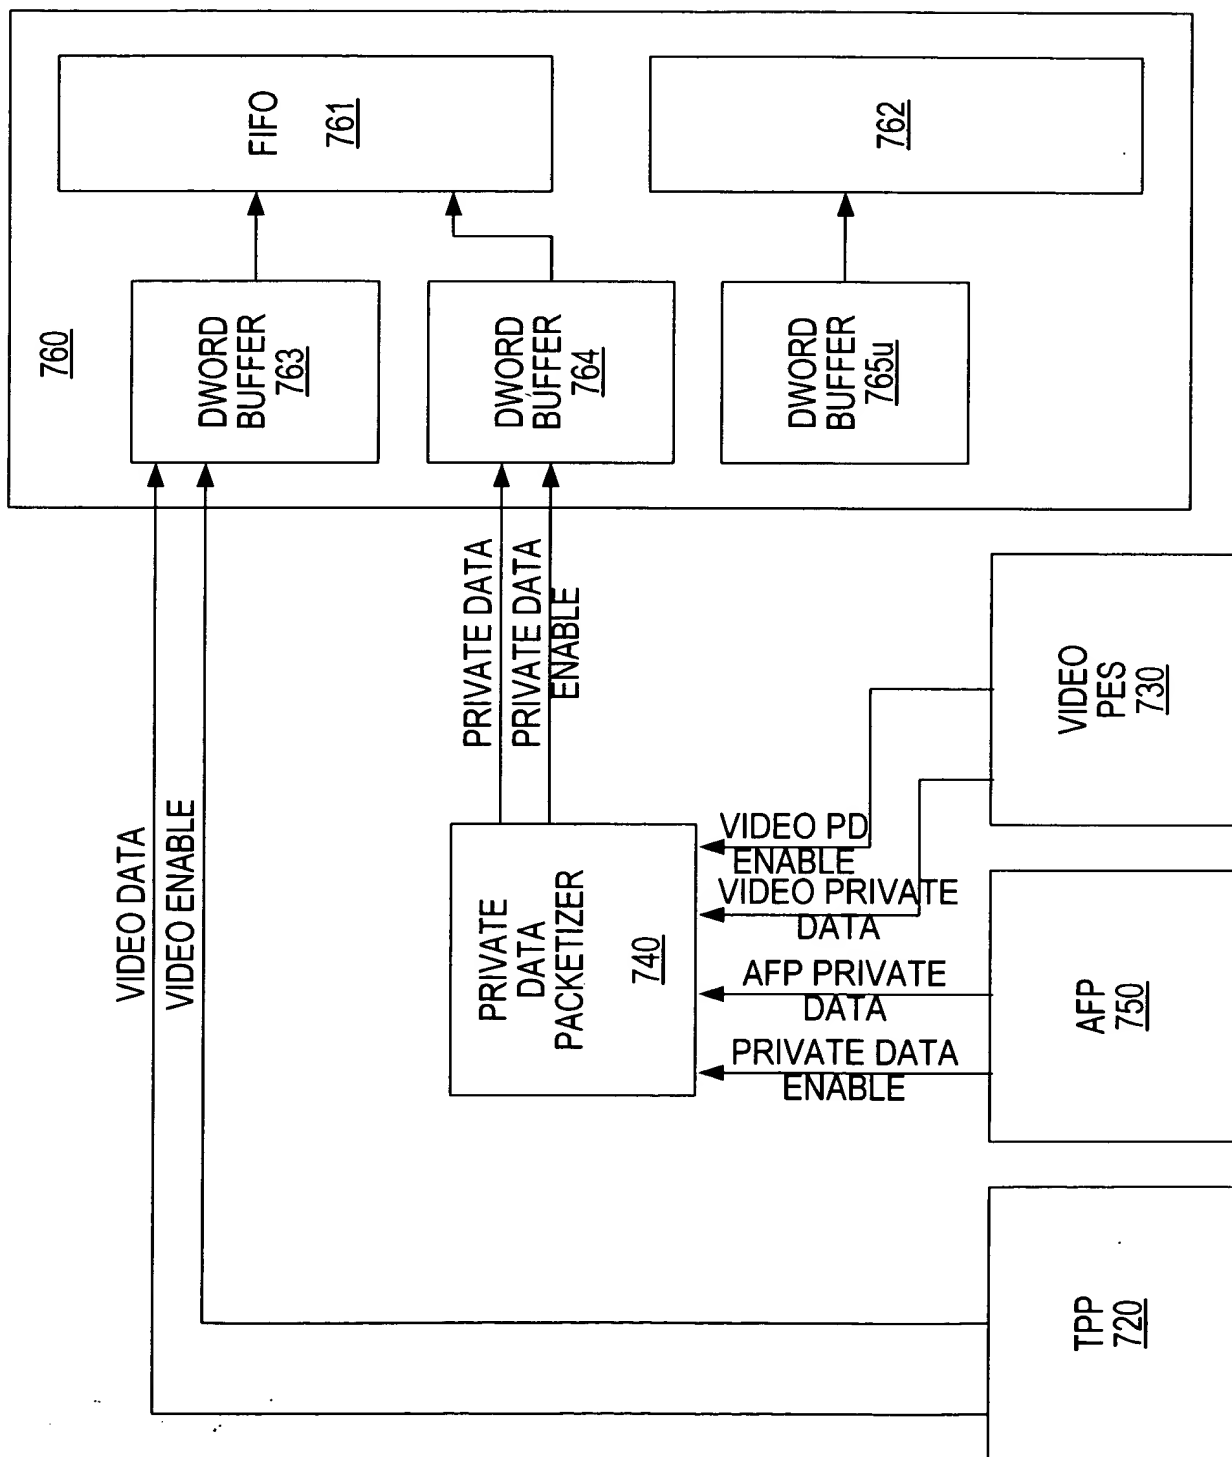 760
FIFO
761
762
DWORD
BUFFER
763
DWORD
BUFFER
764
DWORD
BUFFER
765u
VIDEO DATA
VIDEO ENABLE
PRIVATE DATA
PRIVATE DATA
ENABLE
PRIVATE
DATA
PACKETIZER
740
VIDEO PD
ENABLE
VIDEO PRIVATE
DATA
AFP PRIVATE
DATA
PRIVATE DATA
ENABLE
VIDEO
PES
730
AFP
750
TPP
720